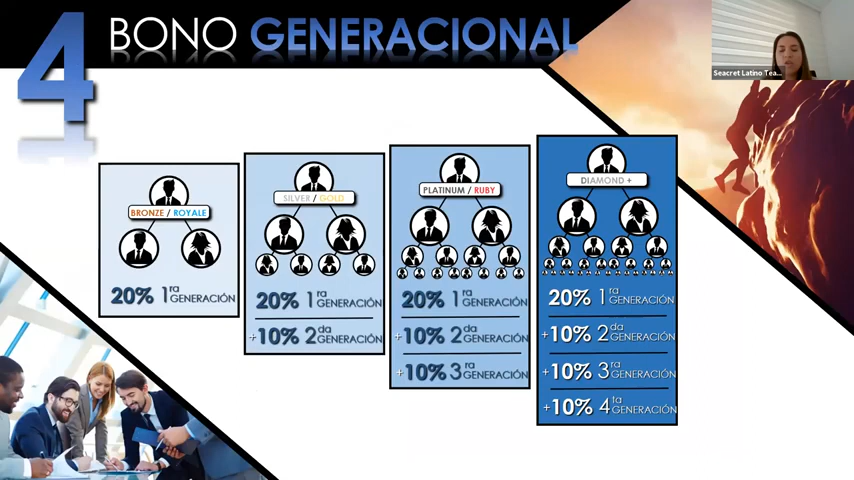 4
BONO GENERACIONAL
Seacret Latino Tea...
BRONZE / ROYALE
20% 1ra GENERACIÓN
SILVER / GOLD
20% 1ra GENERACIÓN
+10% 2da GENERACIÓN
PLATINUM / RUBY
20% 1ra GENERACIÓN
+10% 2da GENERACIÓN
+10% 3ra GENERACIÓN
DIAMOND +
20% 1ra GENERACIÓN
+10% 2da GENERACIÓN
+10% 3ra GENERACIÓN
+10% 4ta GENERACIÓN